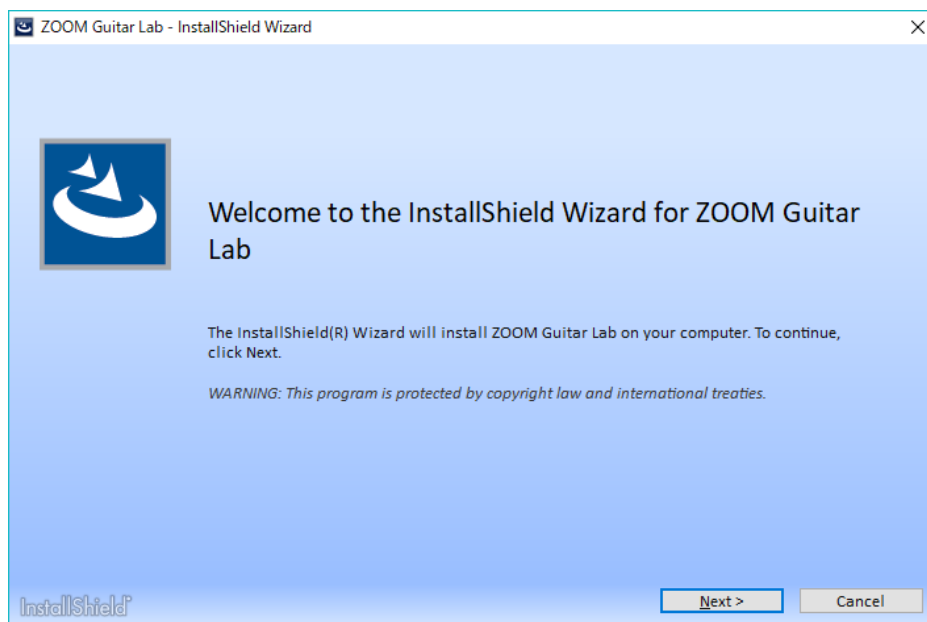 ZOOM Guitar Lab - InstallShield Wizard
Welcome to the InstallShield Wizard for ZOOM Guitar
Lab
The InstallShield(R) Wizard will install ZOOM Guitar Lab on your computer. To continue,
click Next.
WARNING: This program is protected by copyright law and international treaties.
InstallShield
Next >
Cancel